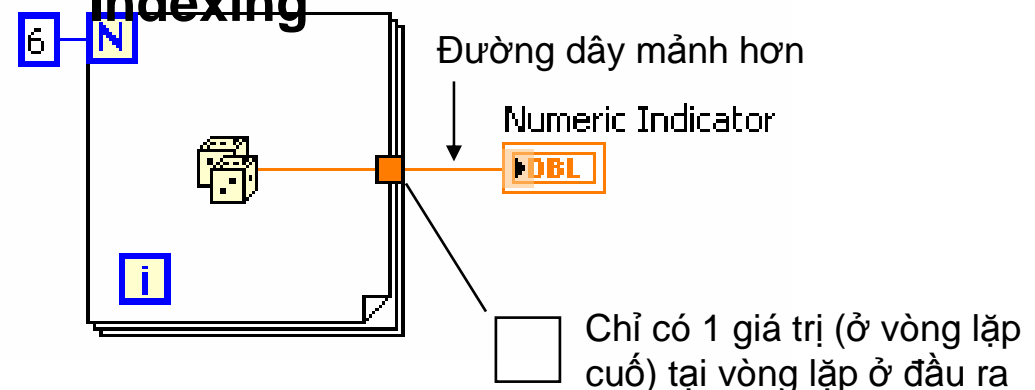 Indexing
6
N
Đường dây mảnh hơn
Numeric Indicator
DBL
i
Chỉ có 1 giá trị (ở vòng lặp
cuố) tại vòng lặp ở đầu ra